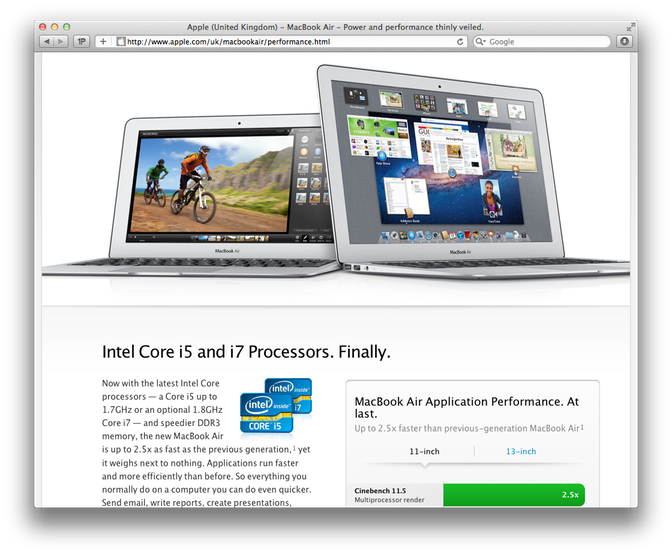 Apple (United Kingdom) – MacBook Air – Power and performance thinly veiled.
1P
http://www.apple.com/uk/macbookair/performance.html
Google
MacBook Air
MacBook Air
App Store
Address Book
FaceTime
Intel Core i5 and i7 Processors. Finally.
Now with the latest Intel Core
processors — a Core i5 up to
1.7GHz or an optional 1.8GHz
Core i7 — and speedier DDR3
memory, the new MacBook Air
is up to 2.5x as fast as the previous generation,1 yet
it weighs next to nothing. Applications run faster
and more efficiently than before. So everything you
normally do on a computer you can do even quicker.
Send email, write reports, create presentations,
intel inside
i7
intel inside
CORE i5
MacBook Air Application Performance. At
last.
Up to 2.5x faster than previous-generation MacBook Air1
11-inch
13-inch
Cinebench 11.5
Multiprocessor render
2.5x